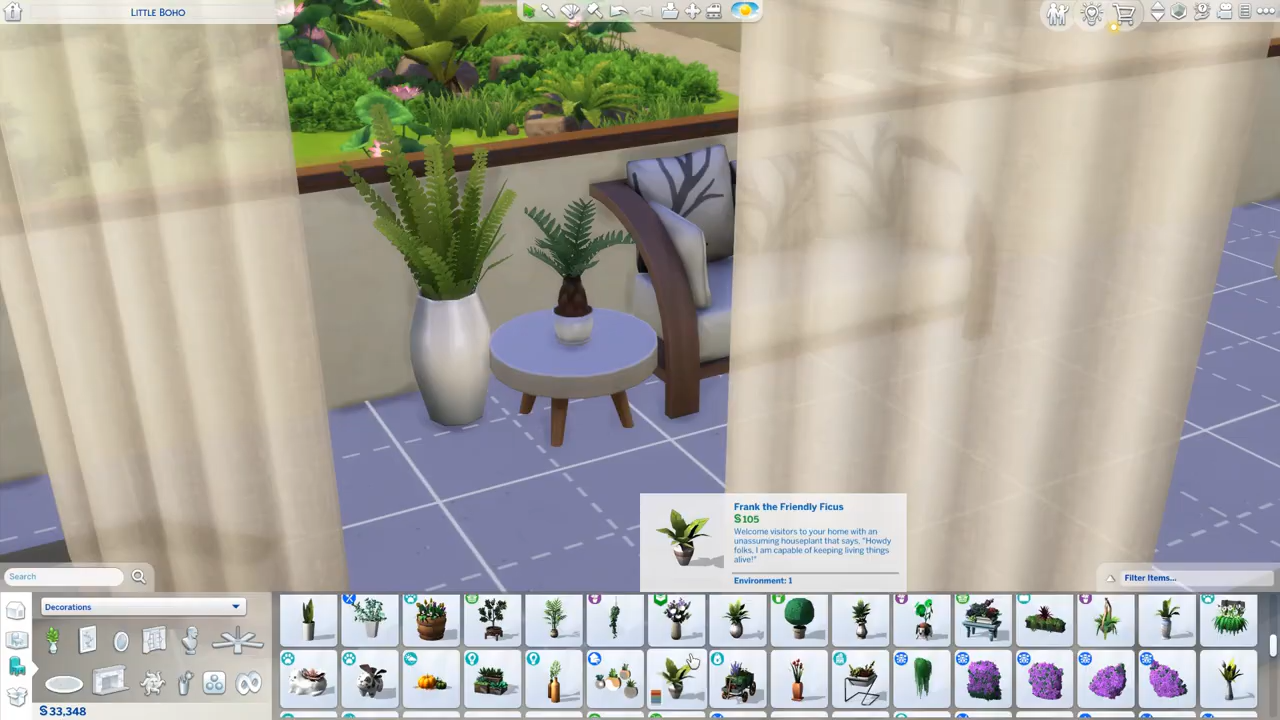 LITTLE BOHO
Frank the Friendly Ficus
§105
Welcome visitors to your home with an
unassuming houseplant that says, "Howdy
folks, I am capable of keeping living things
alive!"
Environment: 1
Search
Filter Items...
Decorations
§33,348